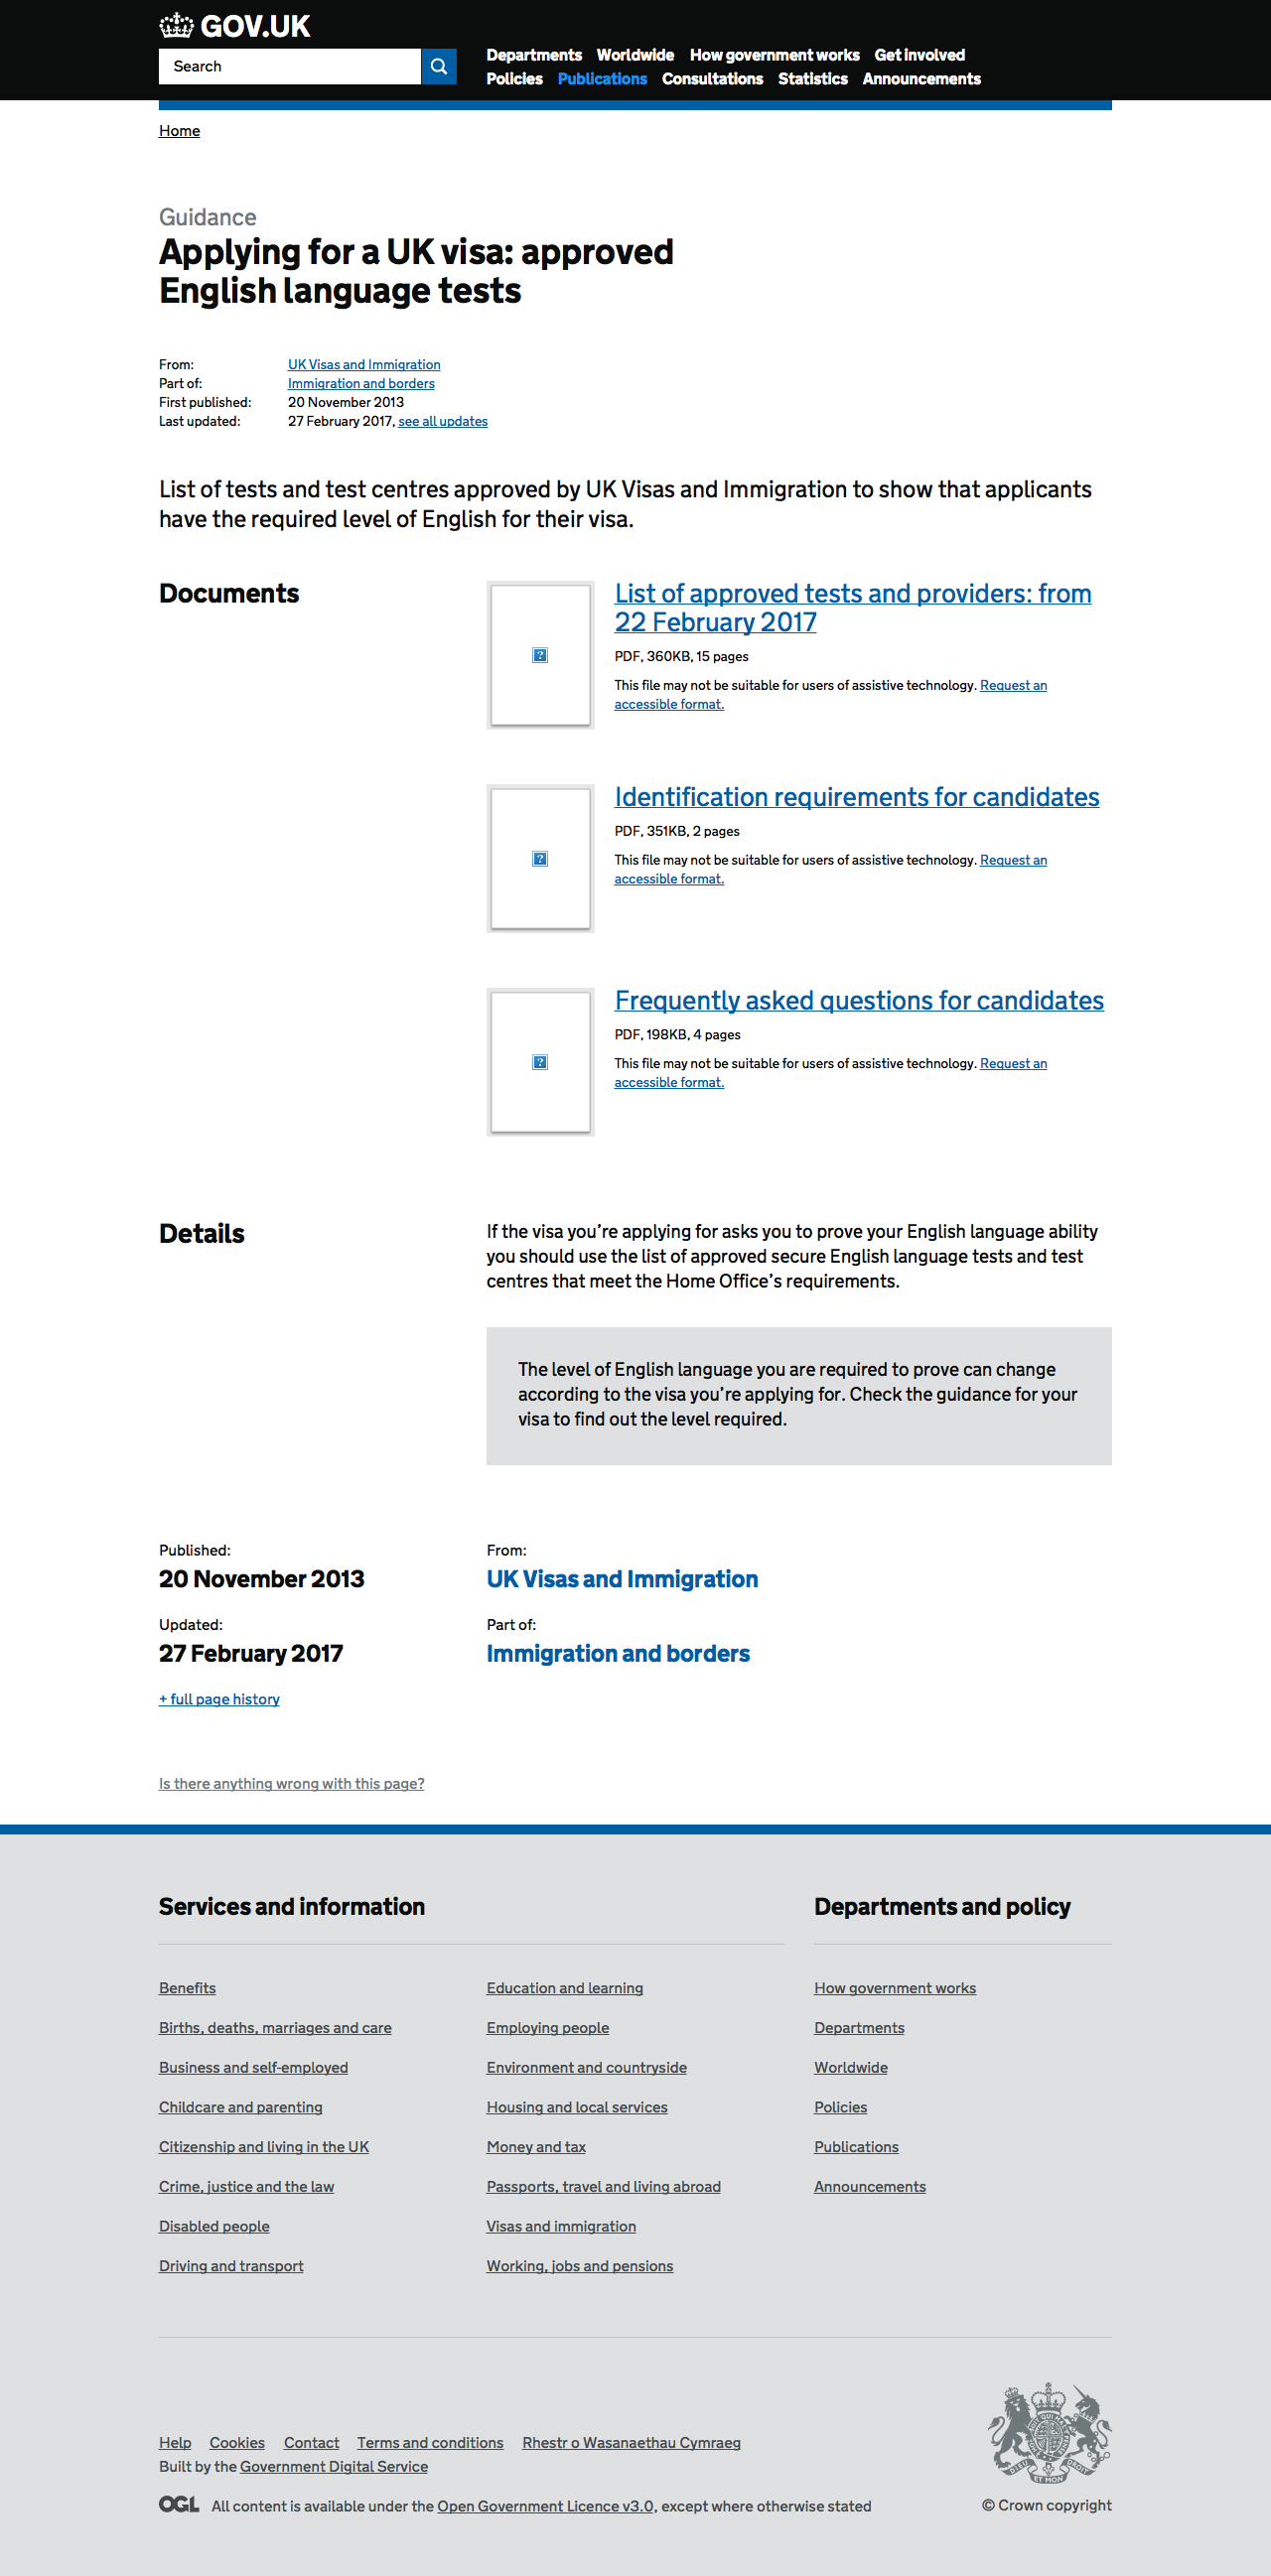 GOV.UK
Search
Departments Worldwide How government works Get involved
Policies Publications Consultations Statistics Announcements
Home
Guidance
Applying for a UK visa: approved
English language tests
From: UK Visas and Immigration
Part of: Immigration and borders
First published: 20 November 2013
Last updated: 27 February 2017, see all updates
List of tests and test centres approved by UK Visas and Immigration to show that applicants
have the required level of English for their visa.
Documents
List of approved tests and providers: from
22 February 2017
PDF, 360KB, 15 pages
This file may not be suitable for users of assistive technology. Request an
accessible format.
Identification requirements for candidates
PDF, 351KB, 2 pages
This file may not be suitable for users of assistive technology. Request an
accessible format.
Frequently asked questions for candidates
PDF, 198KB, 4 pages
This file may not be suitable for users of assistive technology. Request an
accessible format.
Details
If the visa you’re applying for asks you to prove your English language ability
you should use the list of approved secure English language tests and test
centres that meet the Home Office’s requirements.
The level of English language you are required to prove can change
according to the visa you’re applying for. Check the guidance for your
visa to find out the level required.
Published:
20 November 2013
Updated:
27 February 2017
+ full page history
From:
UK Visas and Immigration
Part of:
Immigration and borders
Is there anything wrong with this page?
Services and information
Benefits
Births, deaths, marriages and care
Business and self-employed
Childcare and parenting
Citizenship and living in the UK
Crime, justice and the law
Disabled people
Driving and transport
Education and learning
Employing people
Environment and countryside
Housing and local services
Money and tax
Passports, travel and living abroad
Visas and immigration
Working, jobs and pensions
Departments and policy
How government works
Departments
Worldwide
Policies
Publications
Announcements
Help Cookies Contact Terms and conditions Rhestr o Wasanaethau Cymraeg
Built by the Government Digital Service
OGL All content is available under the Open Government Licence v3.0, except where otherwise stated
DIEU ET MON DROIT
© Crown copyright